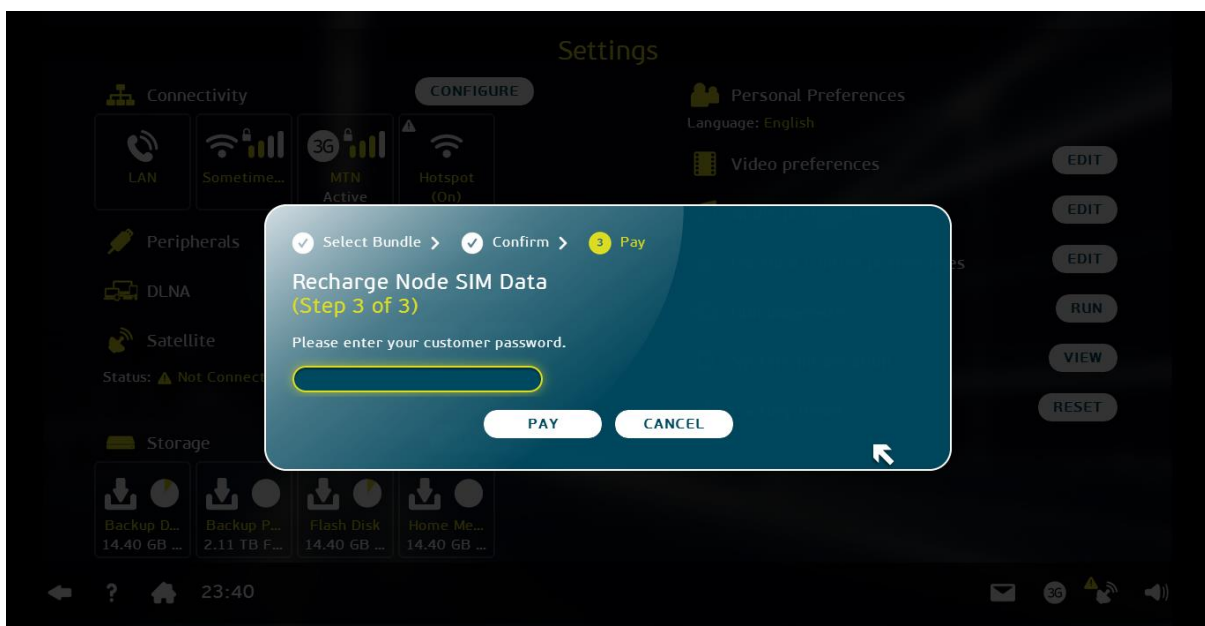 Settings
Connectivity
CONFIGURE
LAN
Sometime...
3G
MTN
Active
Hotspot
(On)
Peripherals
DLNA
Satellite
Status: Not Connect
Storage
Backup D...
14.40 GB ...
Backup P...
2.11 TB F...
Flash Disk
14.40 GB ...
Home Me...
14.40 GB ...
Personal Preferences
Language: English
Video preferences
EDIT
EDIT
es
EDIT
RUN
VIEW
RESET
Select Bundle > Confirm > 3 Pay
Recharge Node SIM Data
(Step 3 of 3)
Please enter your customer password.
PAY
CANCEL
?
23:40
3G